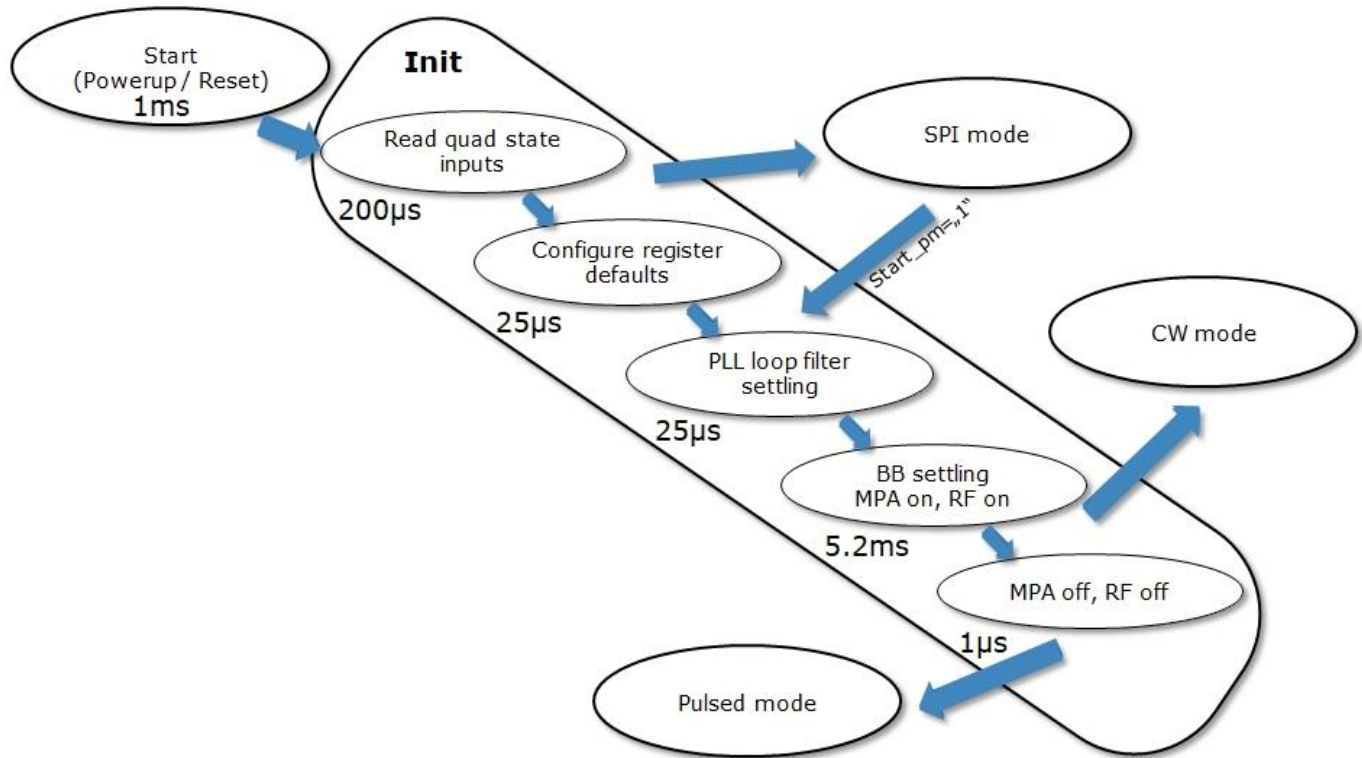 Start
(Powerup / Reset)
1ms
Init
Read quad state
inputs
200µs
SPI mode
Start_pm=„1“
Configure register
defaults
25µs
PLL loop filter
settling
25µs
CW mode
BB settling
MPA on, RF on
5.2ms
MPA off, RF off
1µs
Pulsed mode